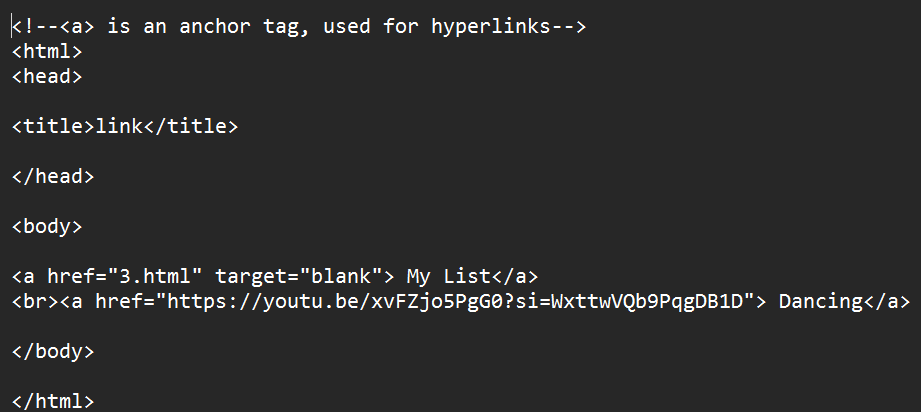 <!--<a> is an anchor tag, used for hyperlinks-->
<html>
<head>
<title>link</title>
</head>
<body>
<a href="3.html" target="blank"> My List</a>
<br><a href="https://youtu.be/xvFZjo5PgG0?si=WxttwVQb9PqgDB1D"> Dancing</a>
</body>
</html>